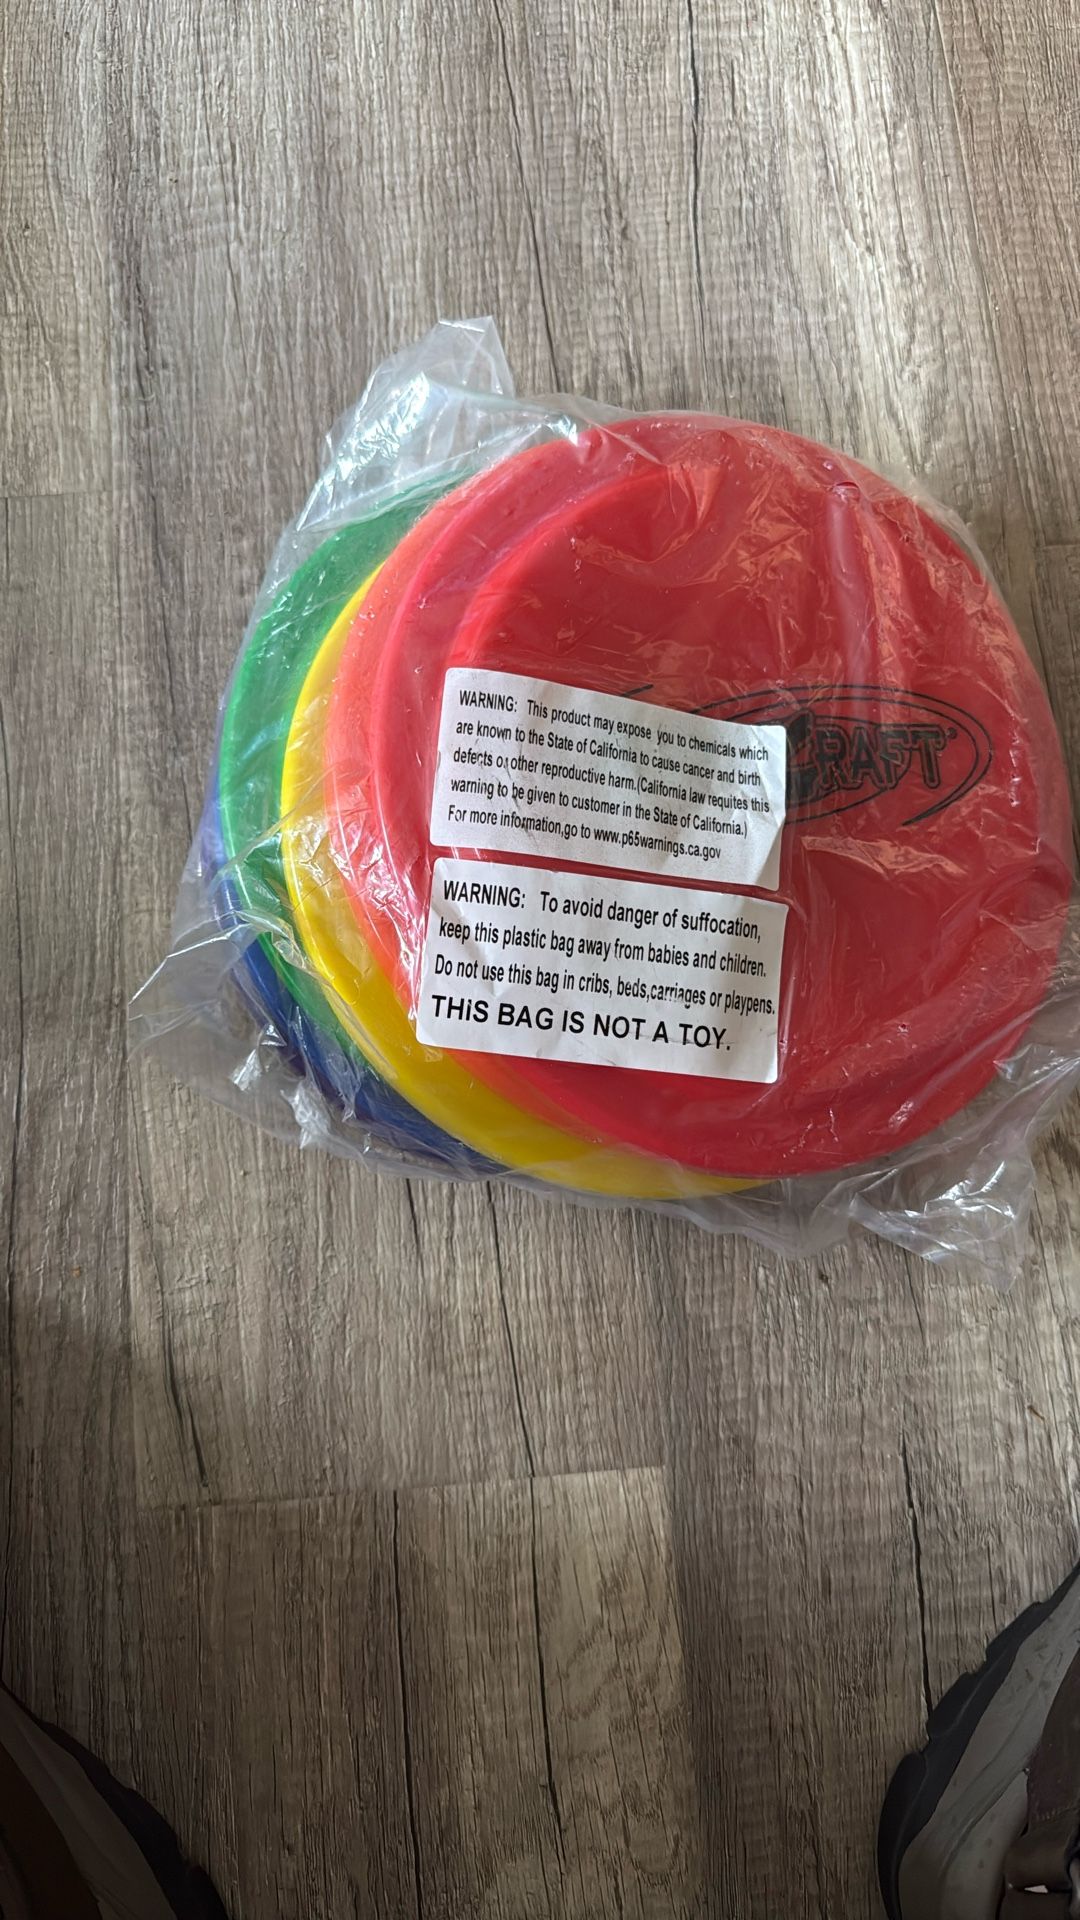 CRAFT®
WARNING: This product may expose you to chemicals which
are known to the State of California to cause cancer and birth
defects or other reproductive harm.(California law requites this
warning to be given to customer in the State of California.)
For more information,go to www.p65warnings.ca.gov
WARNING: To avoid danger of suffocation,
keep this plastic bag away from babies and children.
Do not use this bag in cribs, beds,carriages or playpens.
THiS BAG IS NOT A TOY.